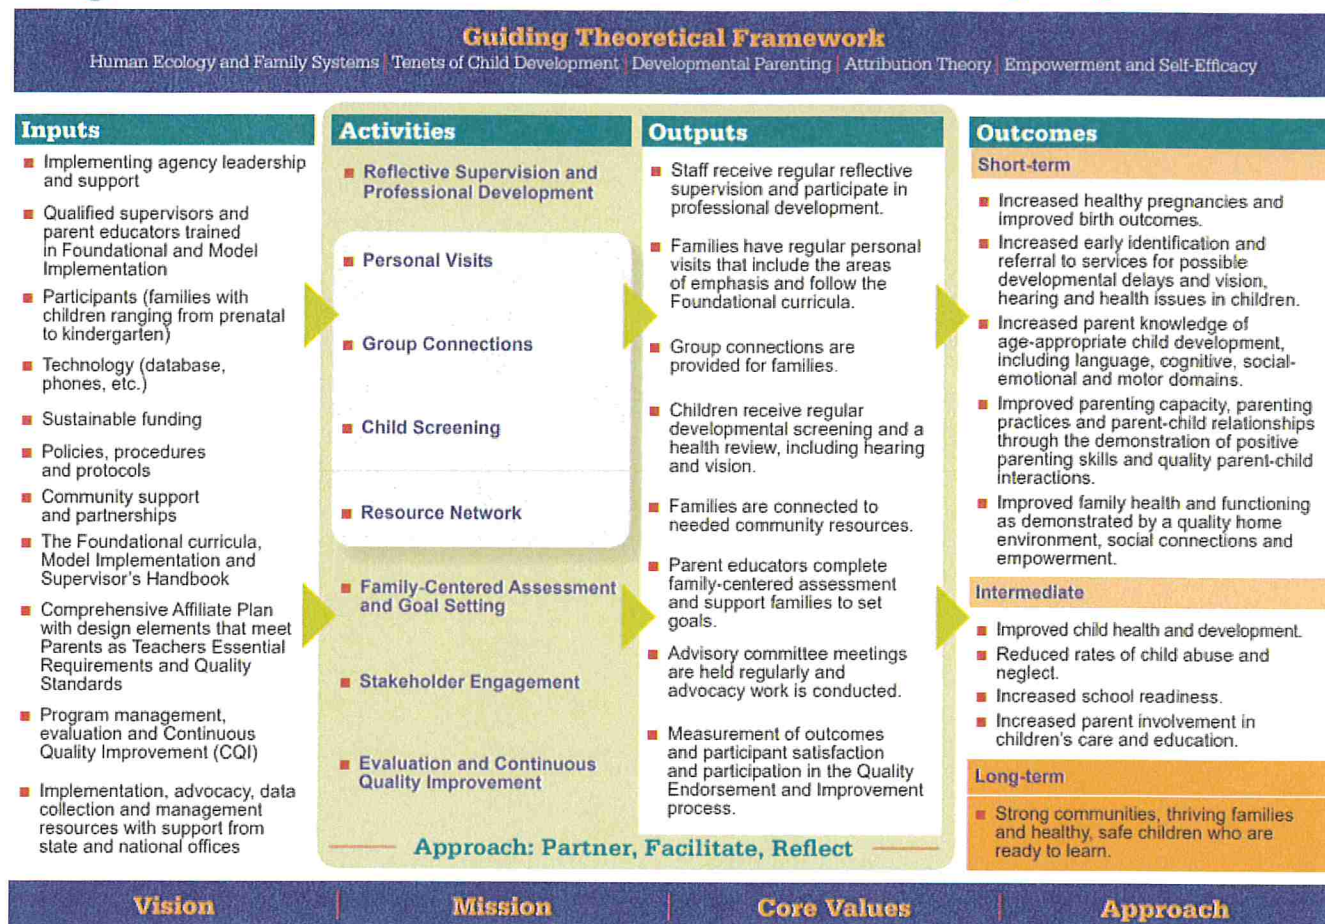 Guiding Theoretical Framework
Human Ecology and Family Systems | Tenets of Child Development | Developmental Parenting | Attribution Theory | Empowerment and Self-Efficacy
Inputs
Implementing agency leadership
and support
Qualified supervisors and
parent educators trained
in Foundational and Model
Implementation
Participants (families with
children ranging from prenatal
to kindergarten)
Technology (database,
phones, etc.)
Sustainable funding
Policies, procedures
and protocols
Community support
and partnerships
The Foundational curricula,
Model Implementation and
Supervisor's Handbook
Comprehensive Affiliate Plan
with design elements that meet
Parents as Teachers Essential
Requirements and Quality
Standards
Program management,
evaluation and Continuous
Quality Improvement (CQI)
Implementation, advocacy, data
collection and management
resources with support from
state and national offices
Activities
Reflective Supervision and
Professional Development
Personal Visits
Group Connections
Child Screening
Resource Network
Family-Centered Assessment
and Goal Setting
Stakeholder Engagement
Evaluation and Continuous
Quality Improvement
Outputs
Staff receive regular reflective
supervision and participate in
professional development.
Families have regular personal
visits that include the areas
of emphasis and follow the
Foundational curricula.
Group connections are
provided for families.
Children receive regular
developmental screening and a
health review, including hearing
and vision.
Families are connected to
needed community resources.
Parent educators complete
family-centered assessment
and support families to set
goals.
Advisory committee meetings
are held regularly and
advocacy work is conducted.
Measurement of outcomes
and participant satisfaction
and participation in the Quality
Endorsement and Improvement
process.
Approach: Partner, Facilitate, Reflect
Outcomes
Short-term
Increased healthy pregnancies and
improved birth outcomes.
Increased early identification and
referral to services for possible
developmental delays and vision,
hearing and health issues in children.
Increased parent knowledge of
age-appropriate child development,
including language, cognitive, social-
emotional and motor domains.
Improved parenting capacity, parenting
practices and parent-child relationships
through the demonstration of positive
parenting skills and quality parent-child
interactions.
Improved family health and functioning
as demonstrated by a quality home
environment, social connections and
empowerment.
Intermediate
Improved child health and development.
Reduced rates of child abuse and
neglect.
Increased school readiness.
Increased parent involvement in
children's care and education.
Long-term
Strong communities, thriving families
and healthy, safe children who are
ready to learn.
Vision | Mission | Core Values | Approach